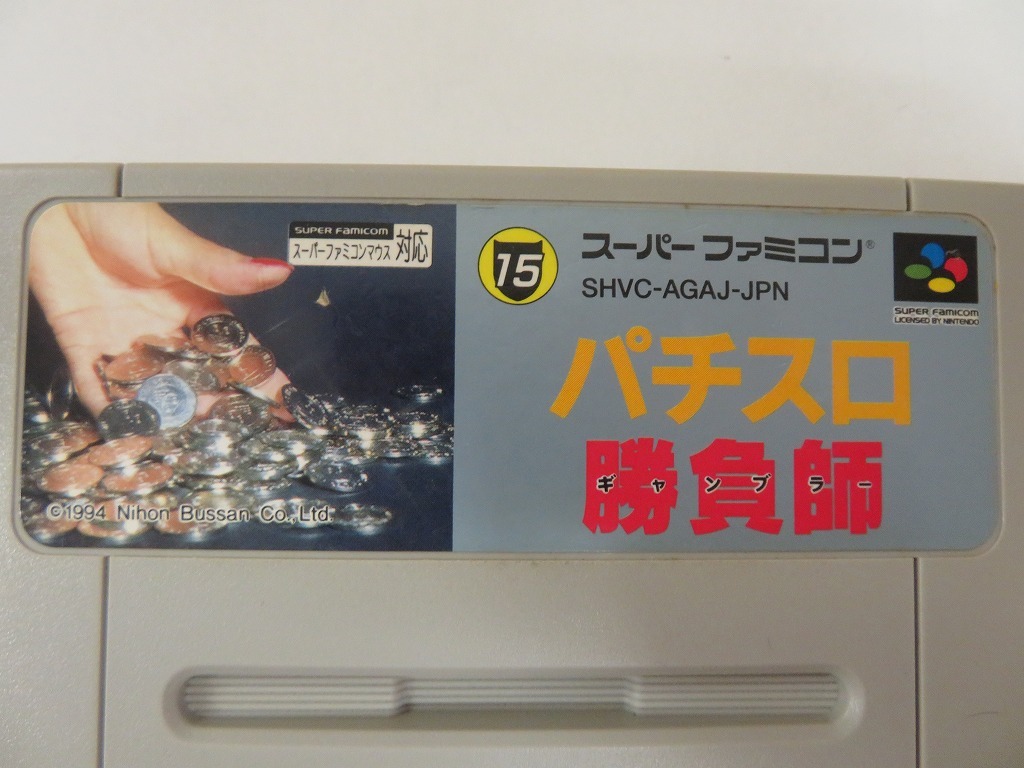 SUPER FAMICOM
スーパーファミコンマウス 対応
©1994 Nihon Bussan Co., Ltd.
15
スーパーファミコン®
SHVC-AGAJ-JPN
SUPER FAMICOM
LICENSED BY NINTENDO
パチスロ
勝負師
ギャンブラー